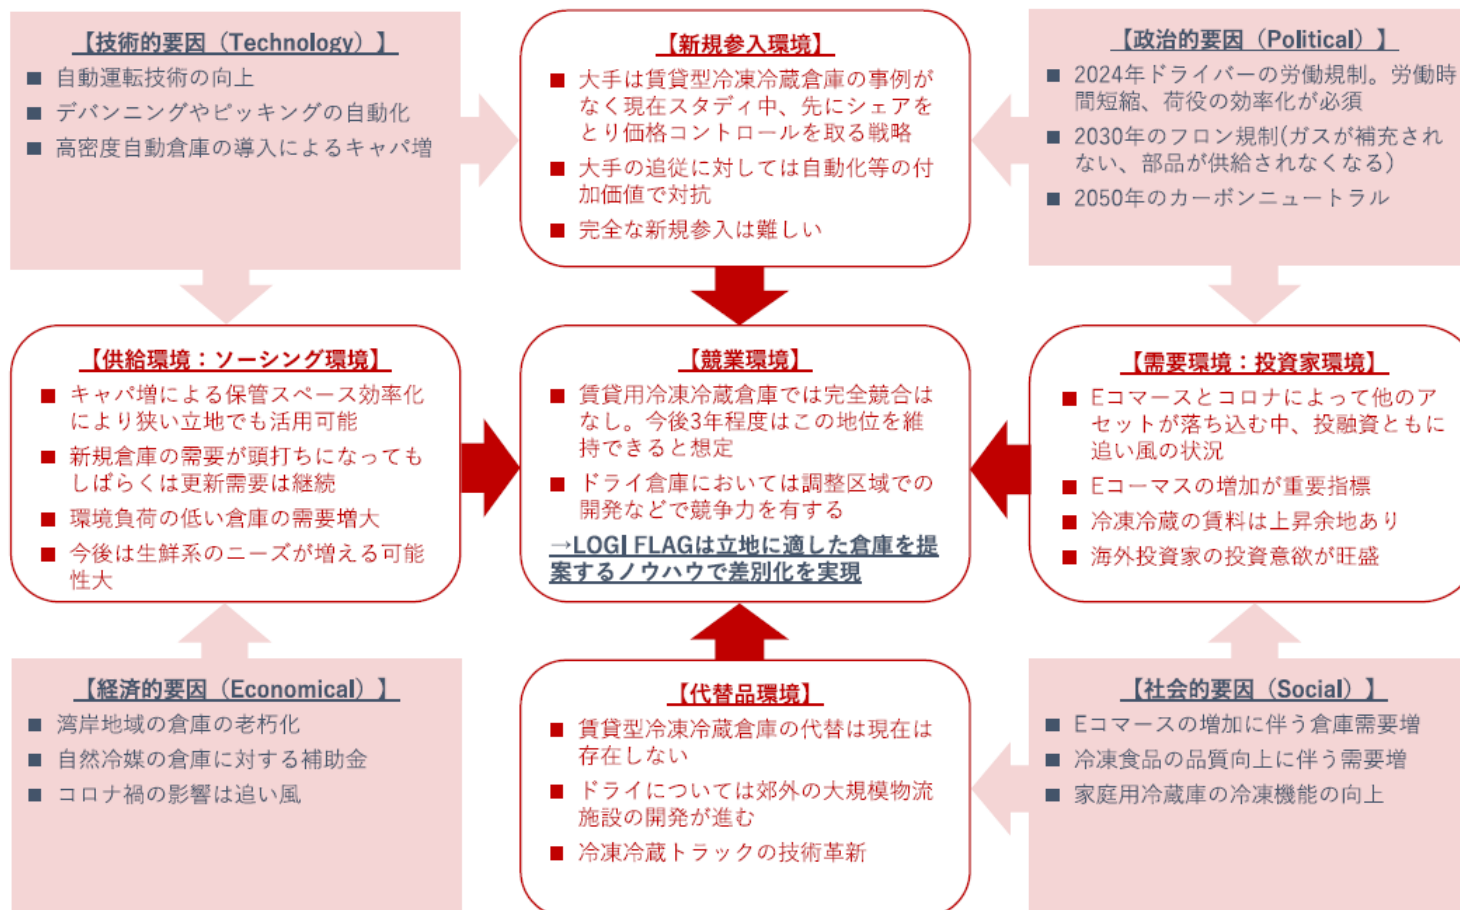 【技術的要因（Technology）】
■ 自動運転技術の向上
■ デバンニングやピッキングの自動化
■ 高密度自動倉庫の導入によるキャパ増
【新規参入環境】
■ 大手は賃貸型冷凍冷蔵倉庫の事例が
なく現在スタディ中、先にシェアを
とり価格コントロールを取る戦略
■ 大手の追従に対しては自動化等の付
加価値で対抗
■ 完全な新規参入は難しい
【政治的要因（Political）】
■ 2024年ドライバーの労働規制。労働時
間短縮、荷役の効率化が必須
■ 2030年のフロン規制(ガスが補充され
ない、部品が供給されなくなる）
■ 2050年のカーボンニュートラル
【供給環境：ソーシング環境】
■ キャパ増による保管スペース効率化
により狭い立地でも活用可能
■ 新規倉庫の需要が頭打ちになっても
しばらくは更新需要は継続
■ 環境負荷の低い倉庫の需要増大
■ 今後は生鮮系のニーズが増える可能
性大
【競業環境】
■ 賃貸用冷凍冷蔵倉庫では完全競合は
なし。今後3年程度はこの地位を維
持できると想定
■ ドライ倉庫においては調整区域での
開発などで競争力を有する
→LOGI FLAGは立地に適した倉庫を提
案するノウハウで差別化を実現
【需要環境：投資家環境】
■ Eコマースとコロナによって他のア
セットが落ち込む中、投融資ともに
追い風の状況
■ Eコーマスの増加が重要指標
■ 冷凍冷蔵の賃料は上昇余地あり
■ 海外投資家の投資意欲が旺盛
【経済的要因（Economical）】
■ 湾岸地域の倉庫の老朽化
■ 自然冷媒の倉庫に対する補助金
■ コロナ禍の影響は追い風
【代替品環境】
■ 賃貸型冷凍冷蔵倉庫の代替は現在は
存在しない
■ ドライについては郊外の大規模物流
施設の開発が進む
■ 冷凍冷蔵トラックの技術革新
【社会的要因（Social）】
■ Eコマースの増加に伴う倉庫需要増
■ 冷凍食品の品質向上に伴う需要増
■ 家庭用冷蔵庫の冷凍機能の向上